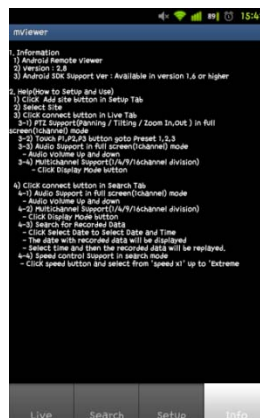 89
15:4
mviewer
1. Information
1) Android Remote Viewer
2) Version : 2.8
3) Android SDK Support ver : Available in version 1.6 or higher
2. Help(How to Setup and Use)
1) Click Add site button in Setup Tab
2) Select Site
3) Click connect button in Live Tab
3-1) PTZ Support(Panning / Tilting / Zoom In,Out ) in full
screen(1channel) mode
3-2) Touch P1,P2,P3 button goto Preset 1,2,3
3-3) Audio Support in full screen(1channel) mode
- Audio volume Up and down
3-4) Multichannel Support(1/4/9/16channel division)
- Click Display Mode button
4) Click connect button in Search Tab
4-1) Audio Support in full screen(1channel) mode
- Audio volume Up and down
4-2) Multichannel Support(1/4/9/16channel division)
- Click Display Mode button
4-3) Search for Recorded Data
- Click Select Date to Select Date and Time
- The date with recorded data will be displayed
- Select time and then the recorded data will be replayed.
4-4) Speed control Support in search mode
- Click speed button and select from 'speed x1' up to 'Extreme
Live
Search
Setup
Info